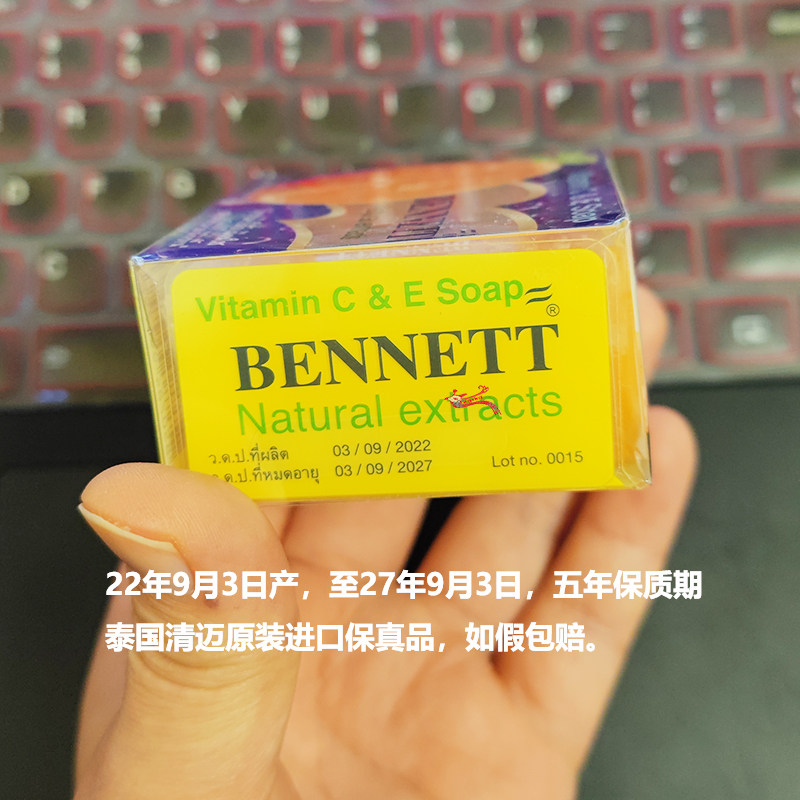 Vitamin C & E Soap
BENNETT®
Natural extracts
ว.ด.ป.ที่ผลิต 03 / 09 / 2022
ว.ด.ป.ที่หมดอายุ 03 / 09 / 2027
Lot no. 0015
22年9月3日产，至27年9月3日，五年保质期
泰国清迈原装进口保真品，如假包赔。